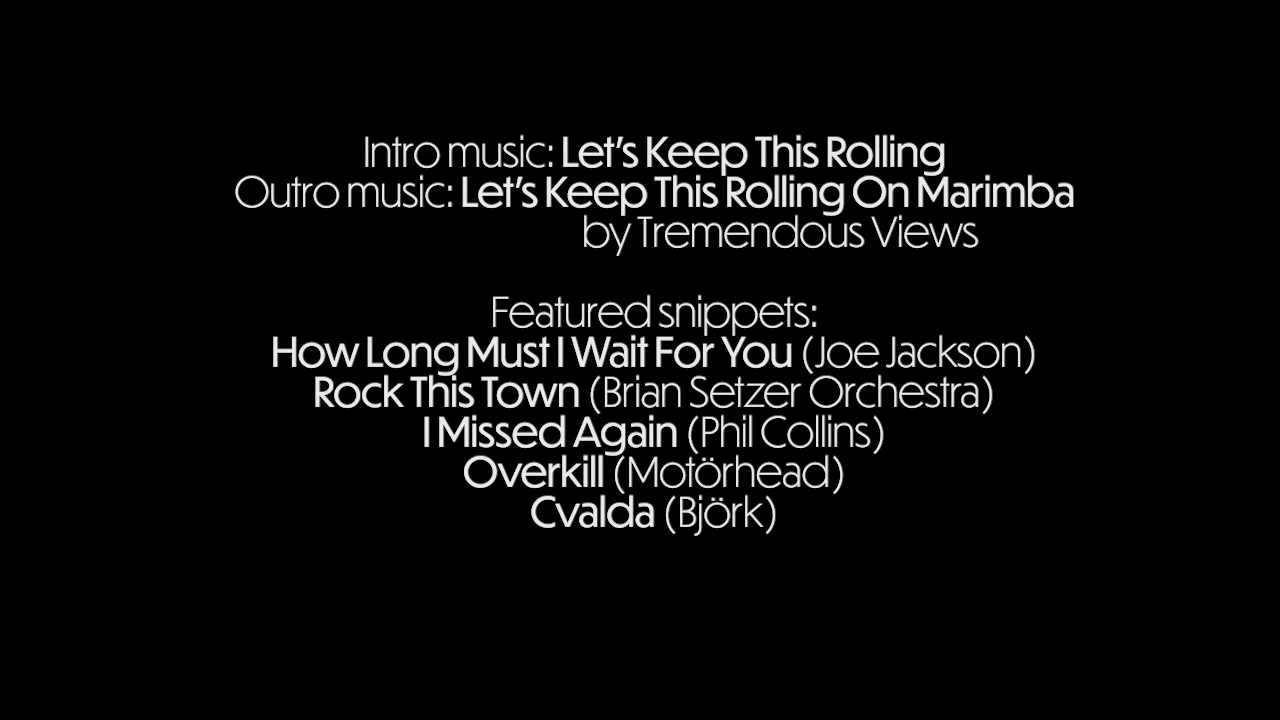 Intro music: Let's Keep This Rolling
Outro music: Let's Keep This Rolling On Marimba
by Tremendous Views
Featured snippets:
How Long Must I Wait For You (Joe Jackson)
Rock This Town (Brian Setzer Orchestra)
I Missed Again (Phil Collins)
Overkill (Motörhead)
Cvalda (Björk)